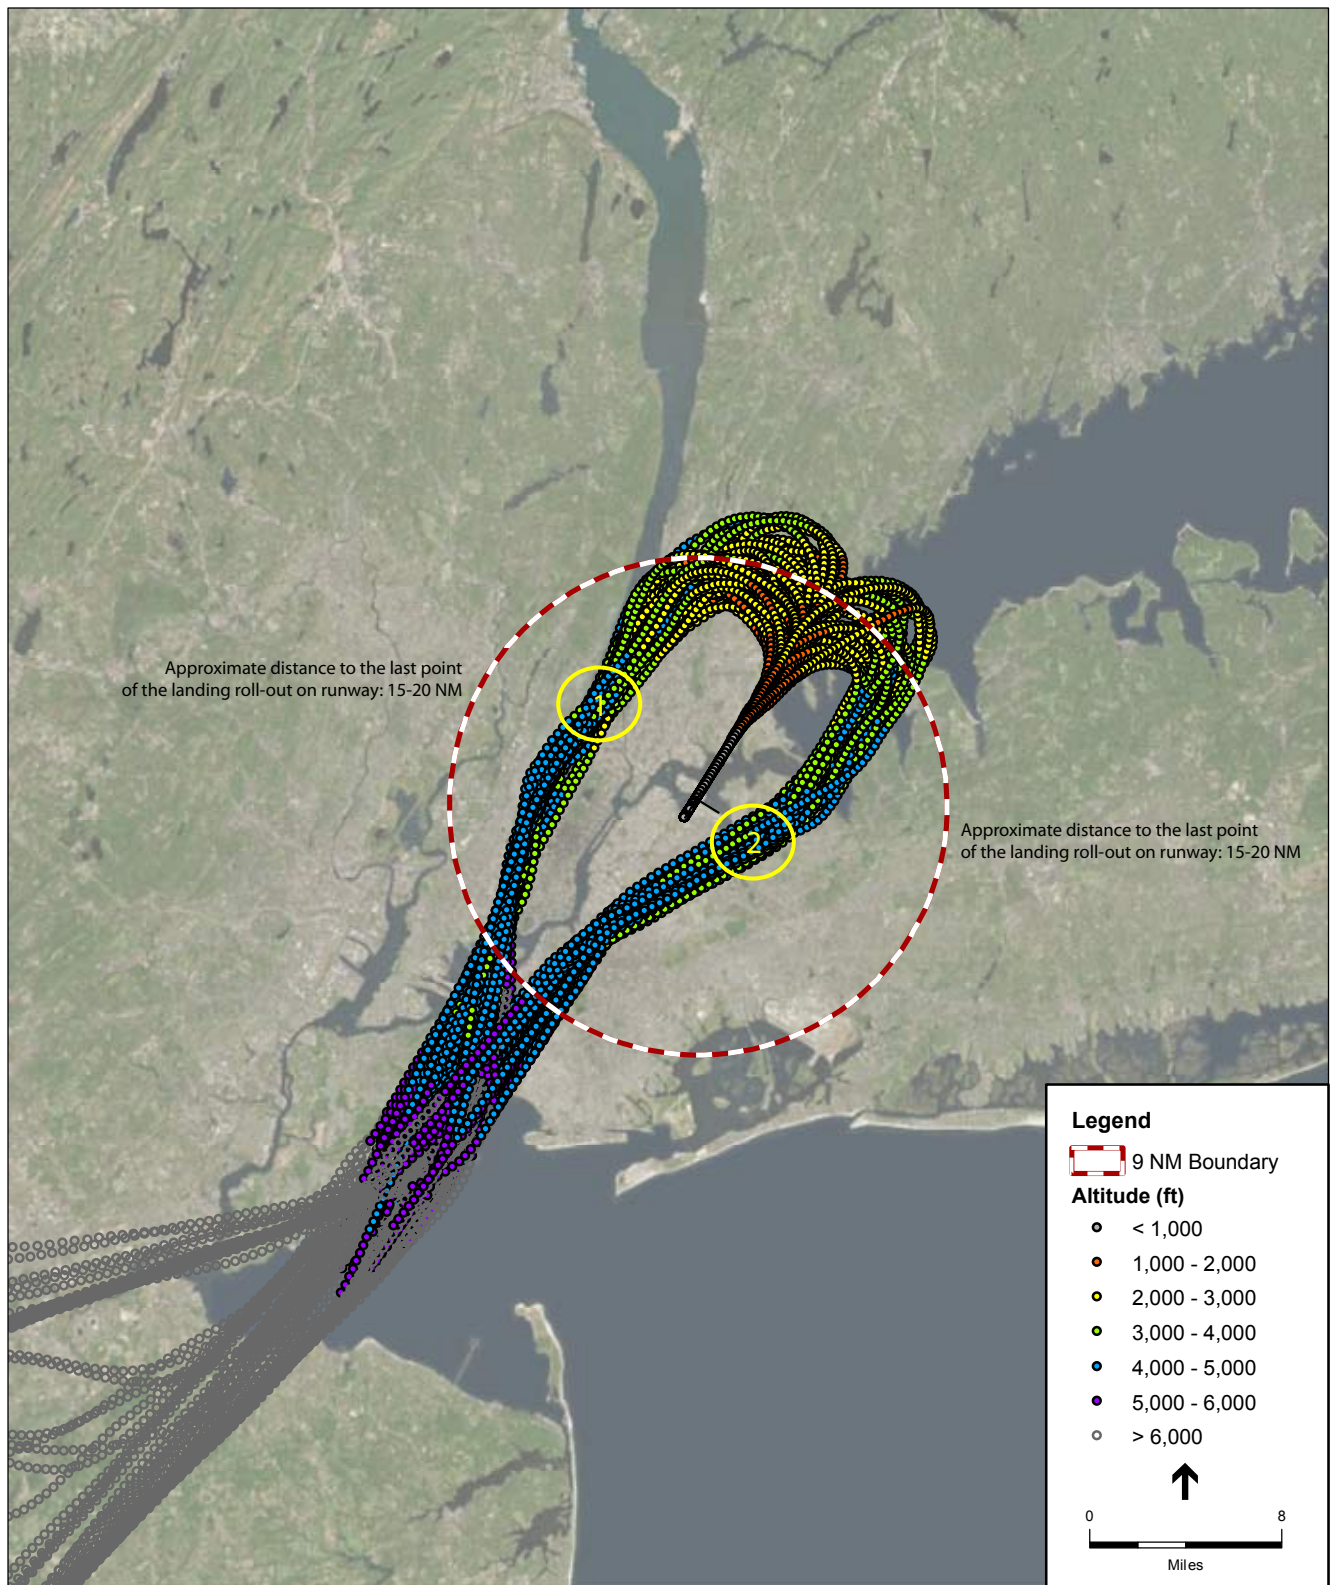 1
Approximate distance to the last point
of the landing roll-out on runway: 15-20 NM
2
Approximate distance to the last point
of the landing roll-out on runway: 15-20 NM
Legend
9 NM Boundary
Altitude (ft)
< 1,000
1,000 - 2,000
2,000 - 3,000
3,000 - 4,000
4,000 - 5,000
5,000 - 6,000
> 6,000
0 8
Miles